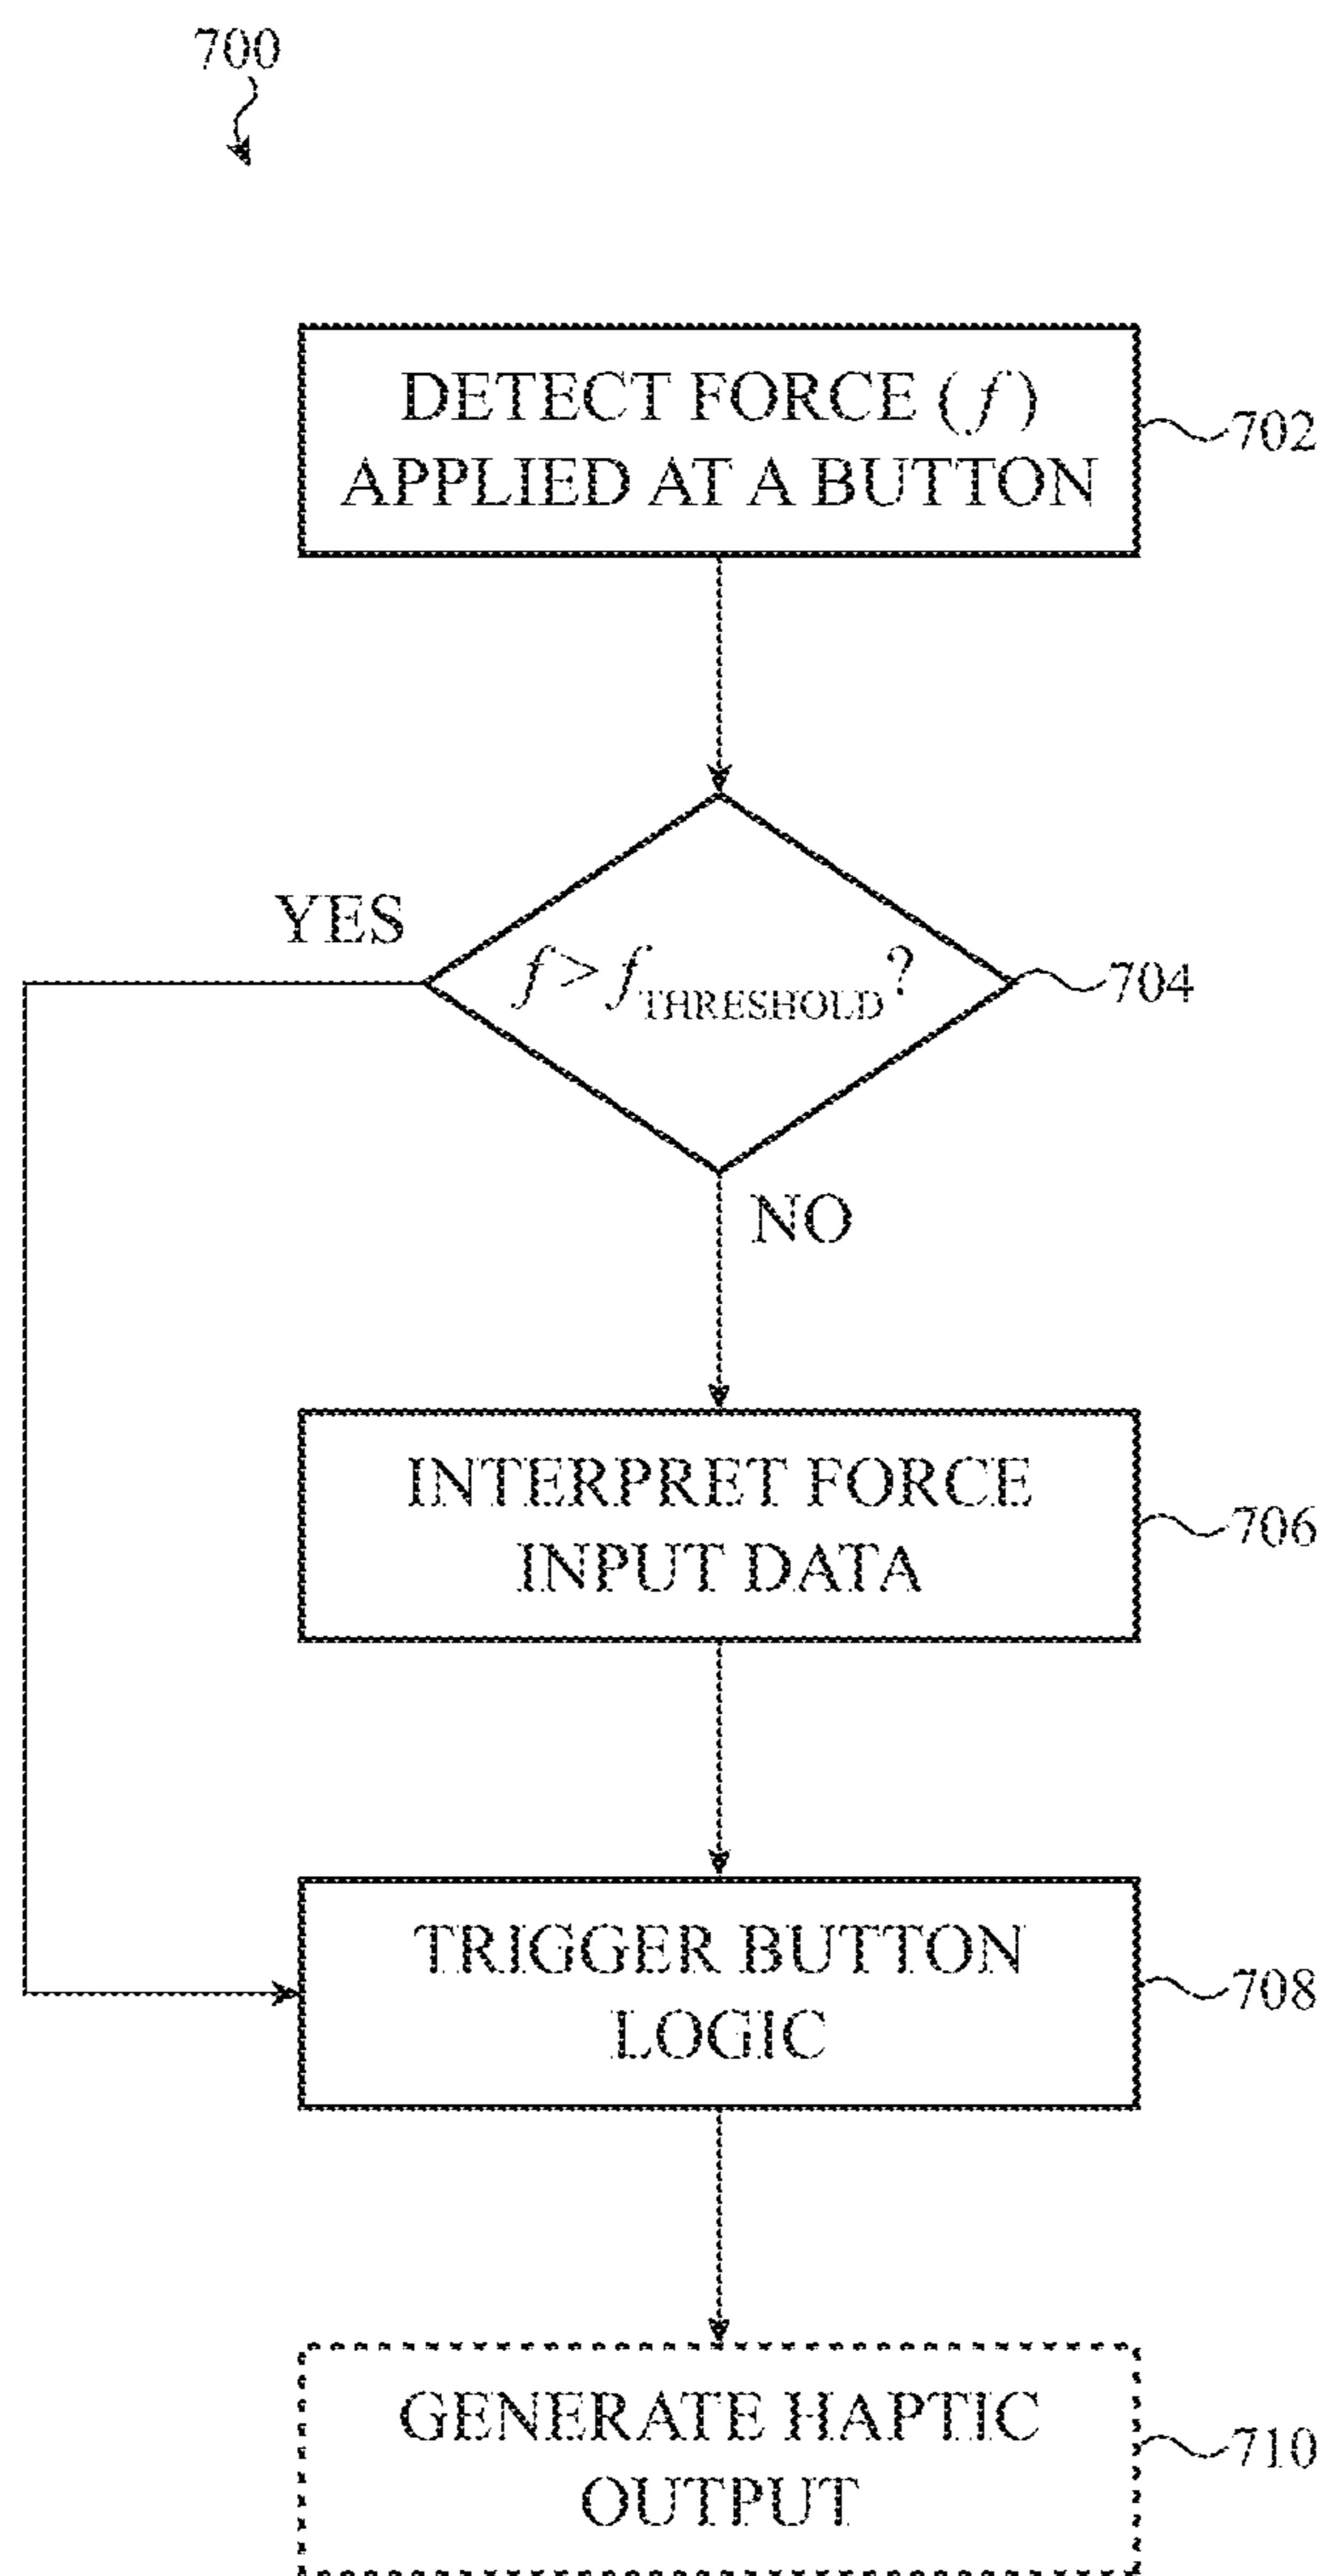 700
DETECT FORCE (f)
APPLIED AT A BUTTON
702
YES
f > fTHRESHOLD?
704
NO
INTERPRET FORCE
INPUT DATA
706
TRIGGER BUTTON
LOGIC
708
GENERATE HAPTIC
OUTPUT
710